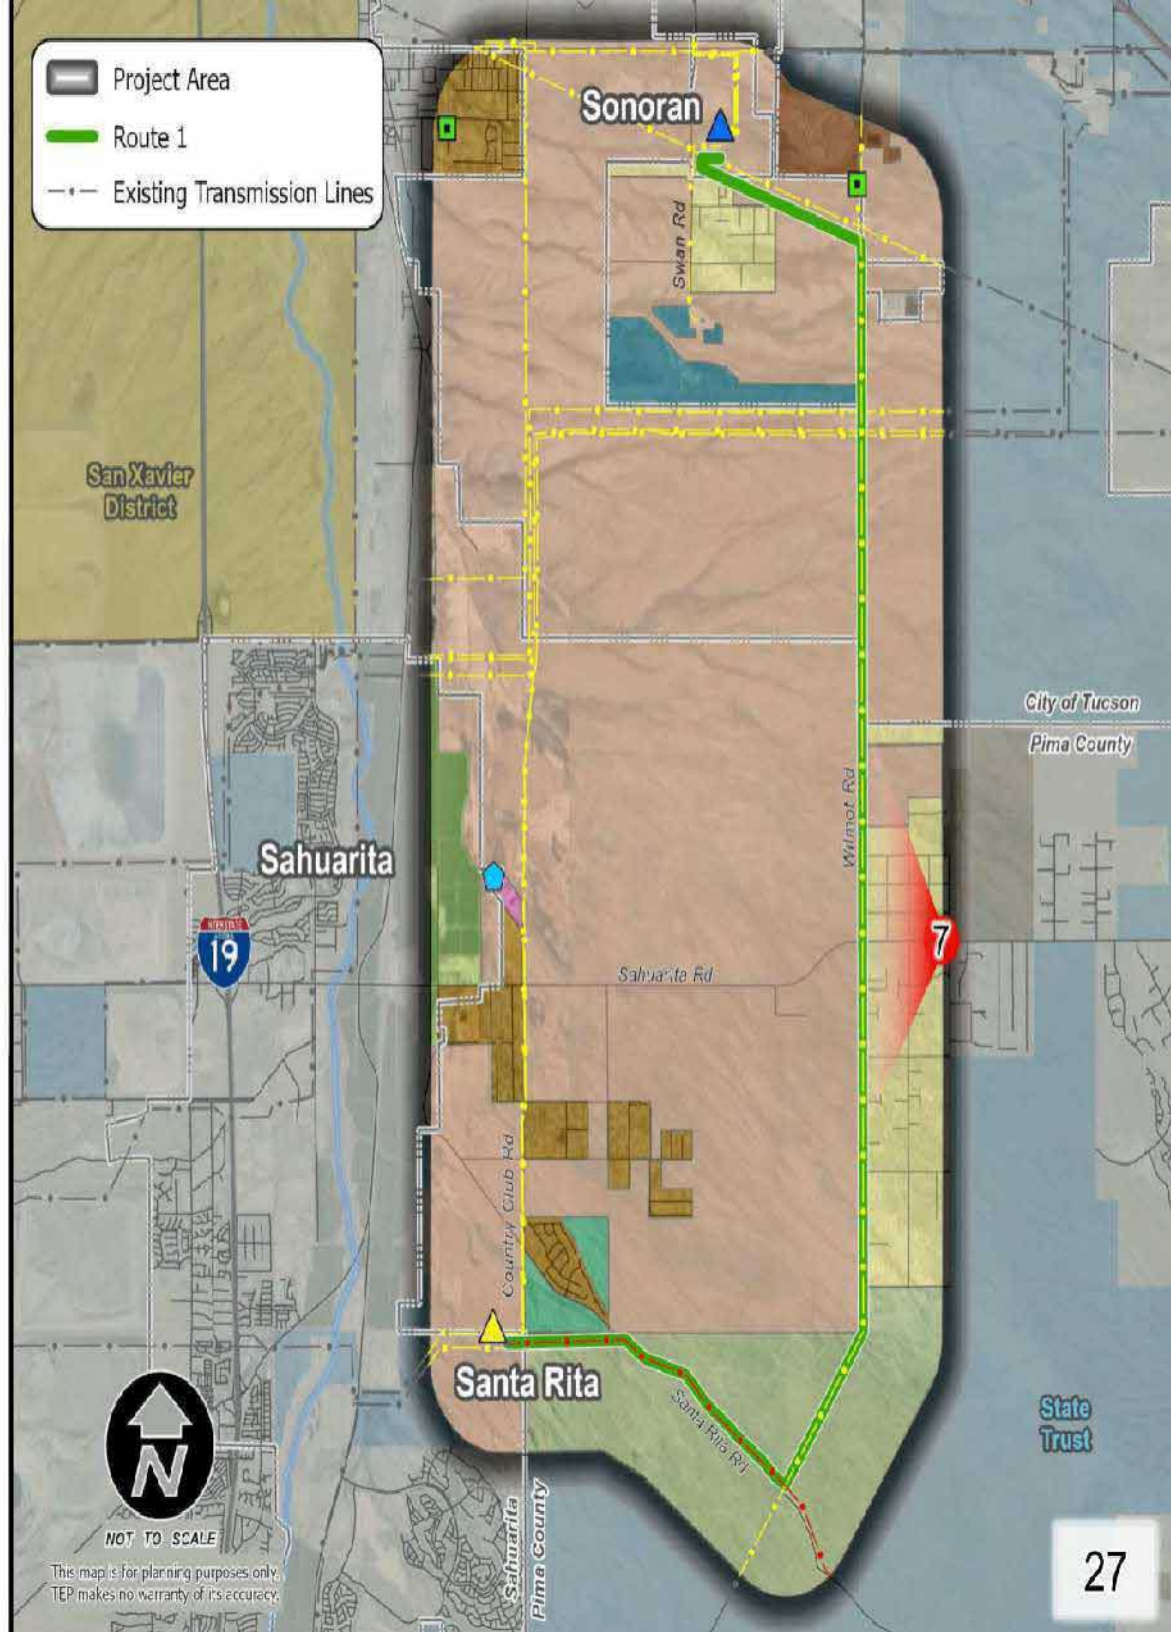 Project Area
Route 1
Existing Transmission Lines
Sonoran
Swan Rd
San Xavier
District
City of Tucson
Pima County
Wilmot Rd
Sahuarita
INTERSTATE
19
7
Sahuarita Rd
Country Club Rd
Santa Rita
Santa Rita Rd
State
Trust
N
NOT TO SCALE
This map is for planning purposes only.
TEP makes no warranty of its accuracy.
Sahuarita
Pima County
27